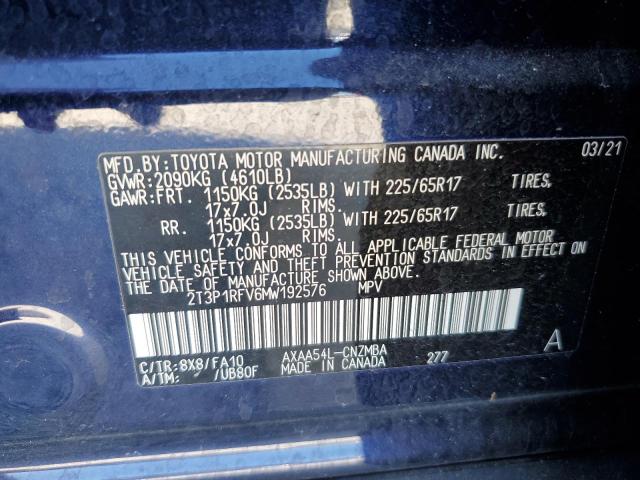 MFD. BY: TOYOTA MOTOR MANUFACTURING CANADA INC. 03/21
GVWR: 2090KG (4610LB)
GAWR: FRT. 1150KG (2535LB) WITH 225/65R17 TIRES,
17x7.0J RIMS.
RR. 1150KG (2535LB) WITH 225/65R17 TIRES,
17x7.0J RIMS.
THIS VEHICLE CONFORMS TO ALL APPLICABLE FEDERAL MOTOR
VEHICLE SAFETY AND THEFT PREVENTION STANDARDS IN EFFECT ON
THE DATE OF MANUFACTURE SHOWN ABOVE.
2T3P1RFV6MW192576 MPV
C/TR: 8X8/FA10 AXAA54L-CNZMBA 277 A
A/TM: /UB80F MADE IN CANADA